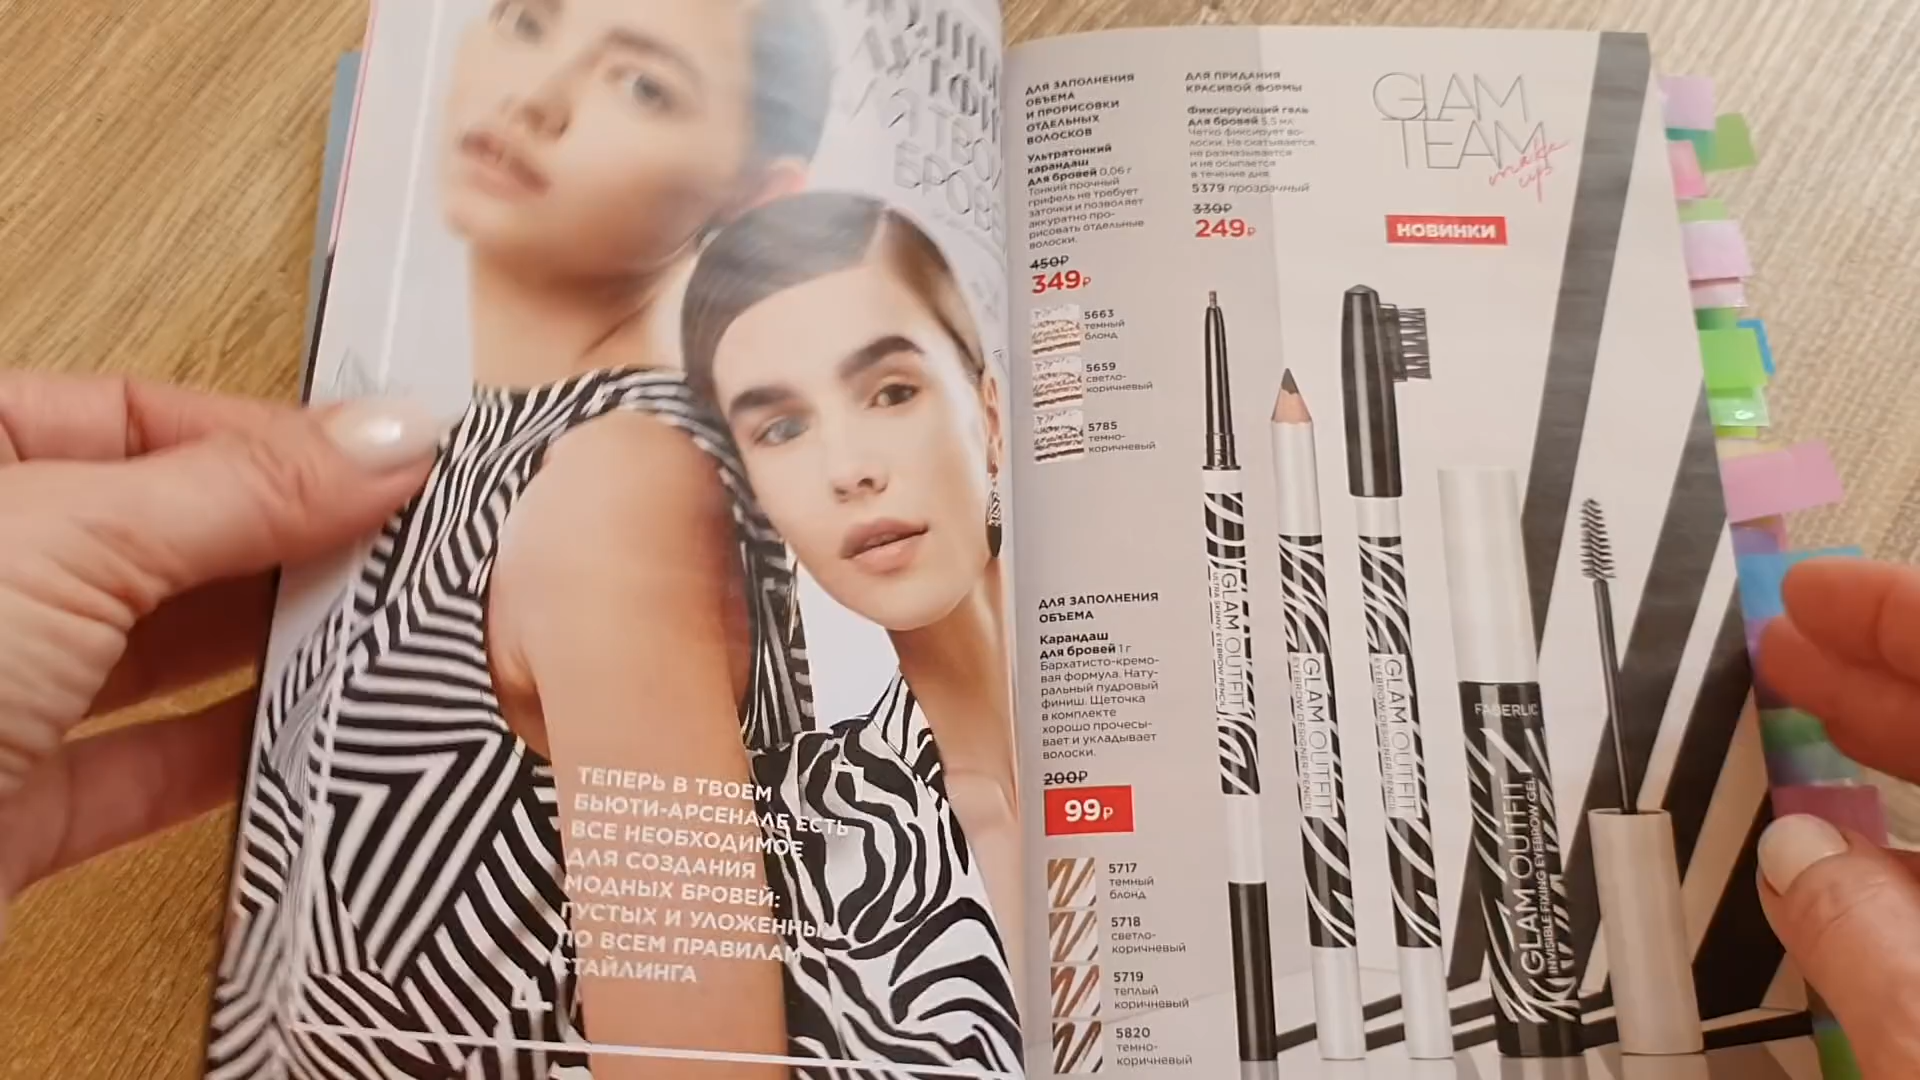 ТЕПЕРЬ В ТВОЕМ
БЬЮТИ-АРСЕНАЛЕ ЕСТЬ
ВСЕ НЕОБХОДИМОЕ
ДЛЯ СОЗДАНИЯ
МОДНЫХ БРОВЕЙ:
ГУСТЫХ И УЛОЖЕННЫ
ПО ВСЕМ ПРАВИЛАМ
СТАЙЛИНГА
ДЛЯ ЗАПОЛНЕНИЯ
ОБЪЕМА
И ПРОРИСОВКИ
ОТДЕЛЬНЫХ
ВОЛОСКОВ
Ультратонкий
карандаш
для бровей 0,06 г
Тонкий прочный
грифель не требует
заточки и позволяет
аккуратно про-
рисовать отдельные
волоски.
450₽
349₽
5663
темный
блонд
5659
светло-
коричневый
5785
темно-
коричневый
ДЛЯ ПРИДАНИЯ
КРАСИВОЙ ФОРМЫ
Фиксирующий гель
для бровей 5,5 мл
Четко фиксирует во-
лоски. Не скатывается,
не размазывается
и не осыпается
в течение дня.
5379 прозрачный
330₽
249₽
GLAM
TEAM
make
ups
НОВИНКИ
ДЛЯ ЗАПОЛНЕНИЯ
ОБЪЕМА
Карандаш
для бровей 1 г
Бархатисто-кремо-
вая формула. Нату-
ральный пудровый
финиш. Щеточка
в комплекте
хорошо прочесы-
вает и укладывает
волоски.
200₽
99₽
5717
темный
блонд
5718
светло-
коричневый
5719
теплый
коричневый
5820
темно-
коричневый
GLAM OUTFIT
ULTRA SKINNY EYEBROW PENCIL
GLAM OUTFIT
EYEBROW DESIGNER PENCIL
GLAM OUTFIT
EYEBROW DESIGNER PENCIL
FABERLIC
GLAM OUTFIT
INVISIBLE FIXING EYEBROW GEL